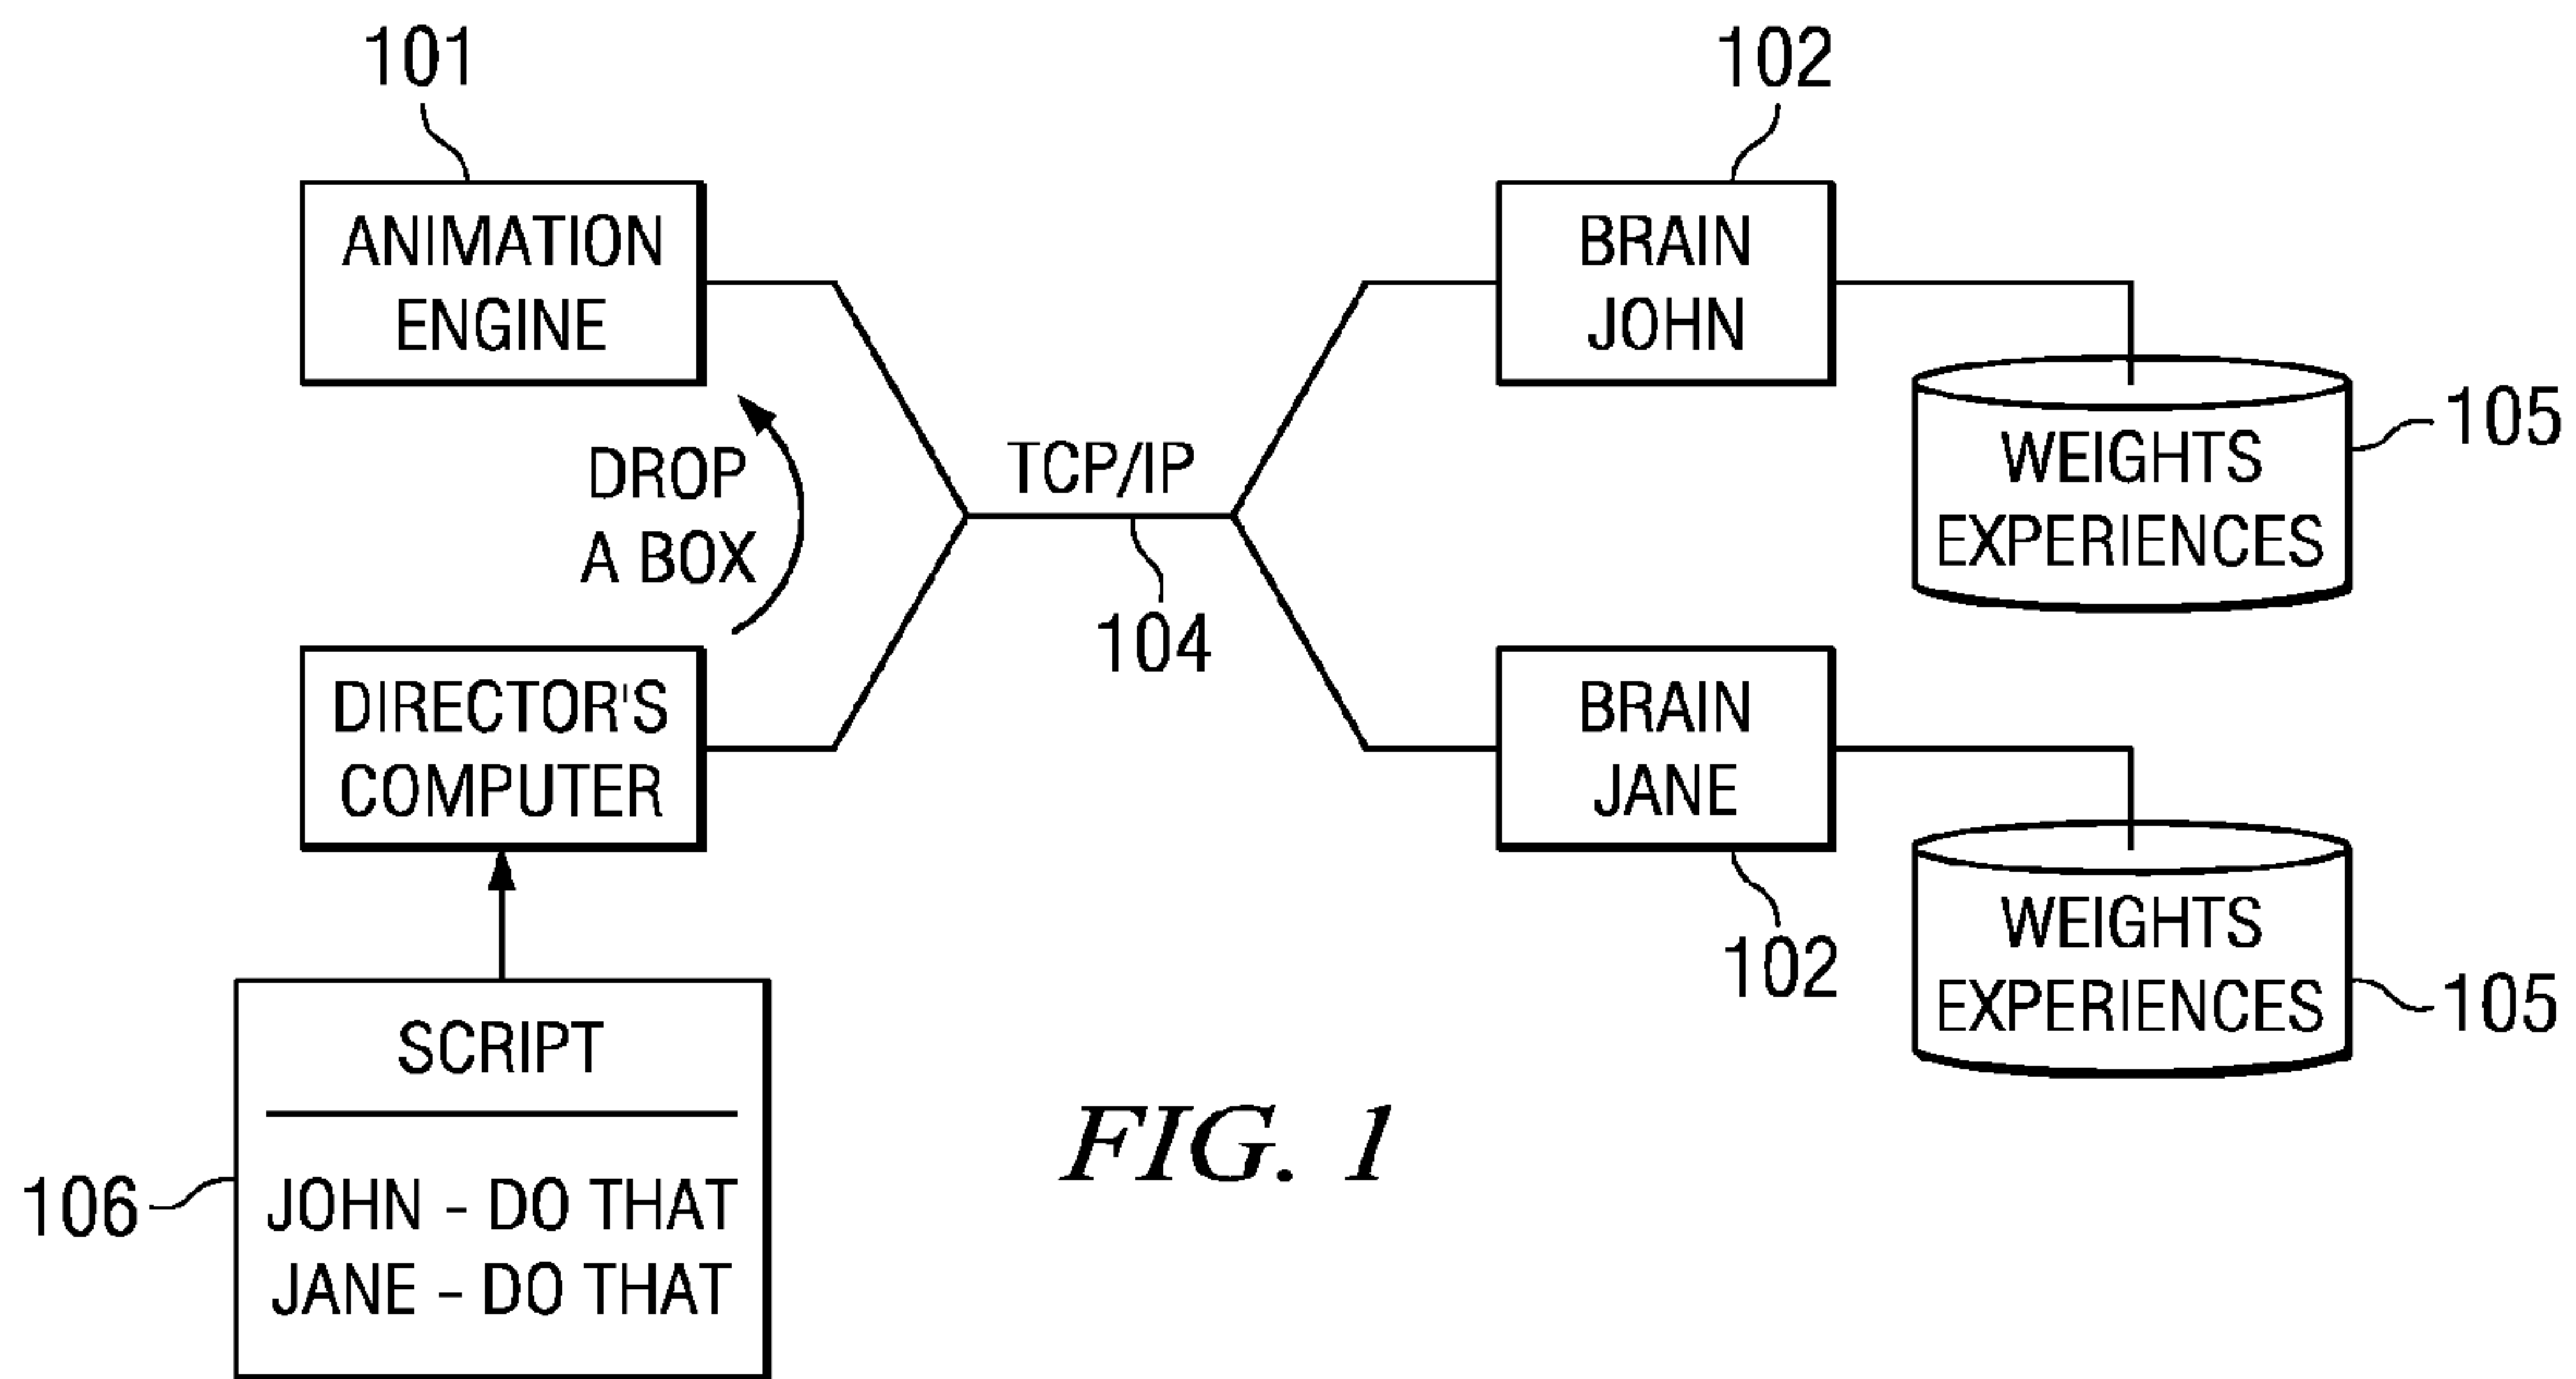 101
102
ANIMATION
ENGINE
BRAIN
JOHN
105
WEIGHTS
EXPERIENCES
DROP
A BOX
TCP/IP
104
DIRECTOR'S
COMPUTER
BRAIN
JANE
102
WEIGHTS
EXPERIENCES
105
SCRIPT
106
JOHN - DO THAT
JANE - DO THAT
FIG. 1